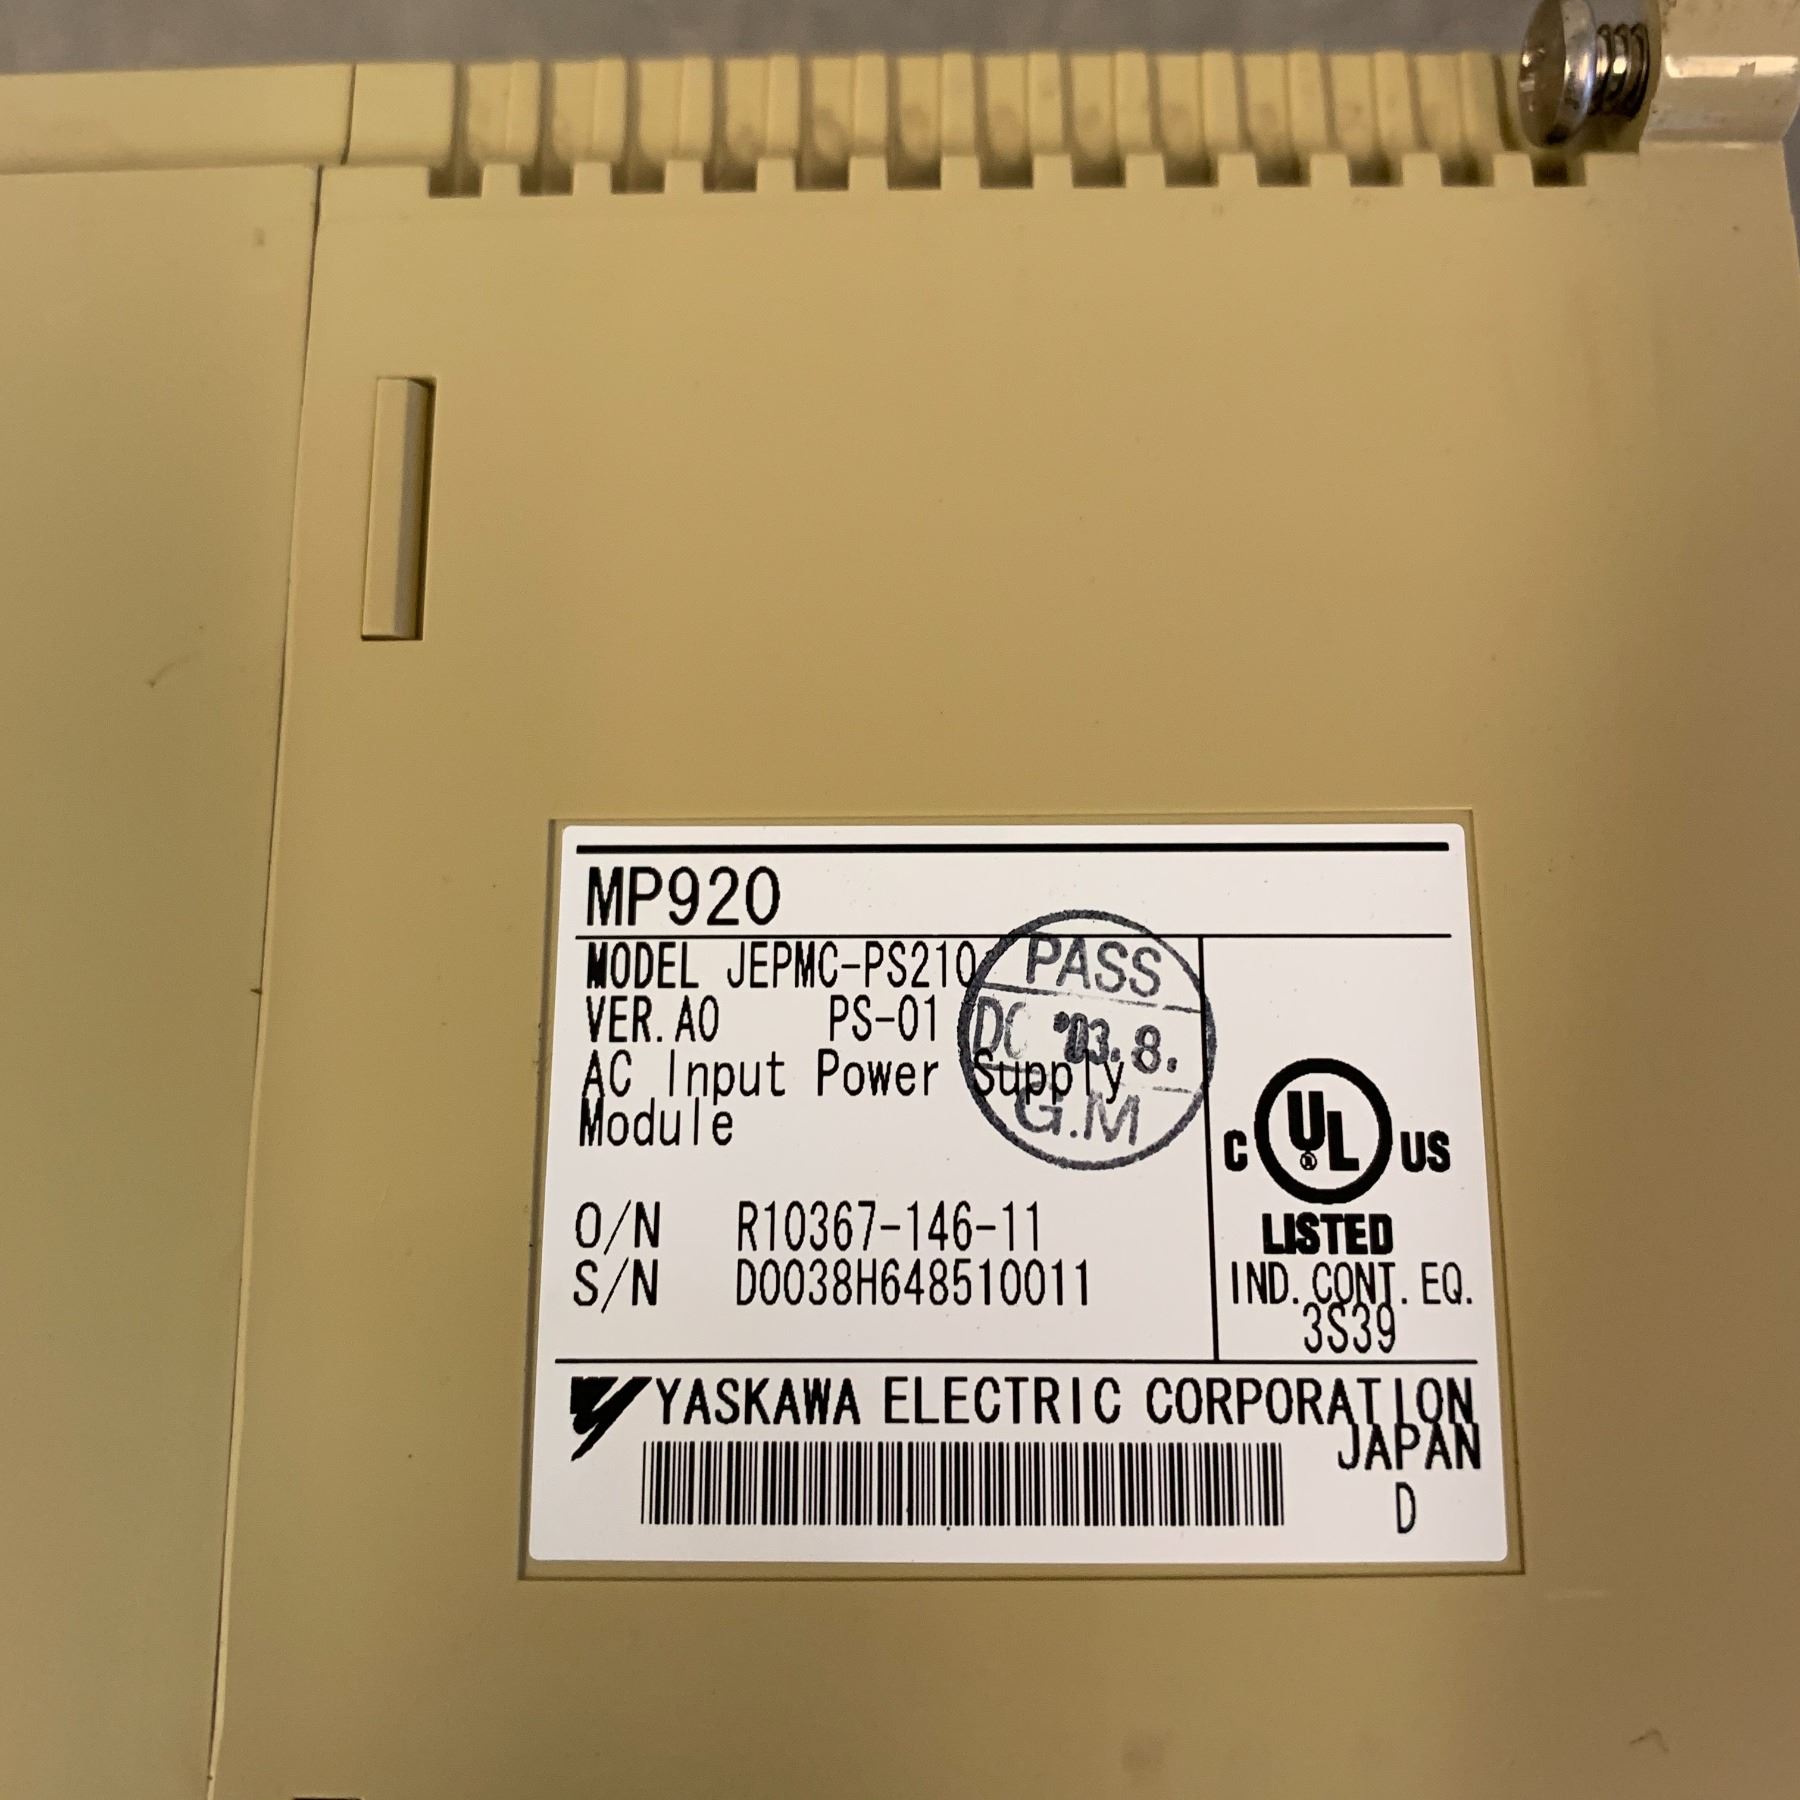 MP920
MODEL JEPMC-PS210
VER.A0 PS-01
AC Input Power Supply
Module
PASS
DC '03.8.
G.M
O/N R10367-146-11
S/N D0038H648510011
C UL® US
LISTED
IND.CONT.EQ.
3S39
YASKAWA ELECTRIC CORPORATION
JAPAN
D